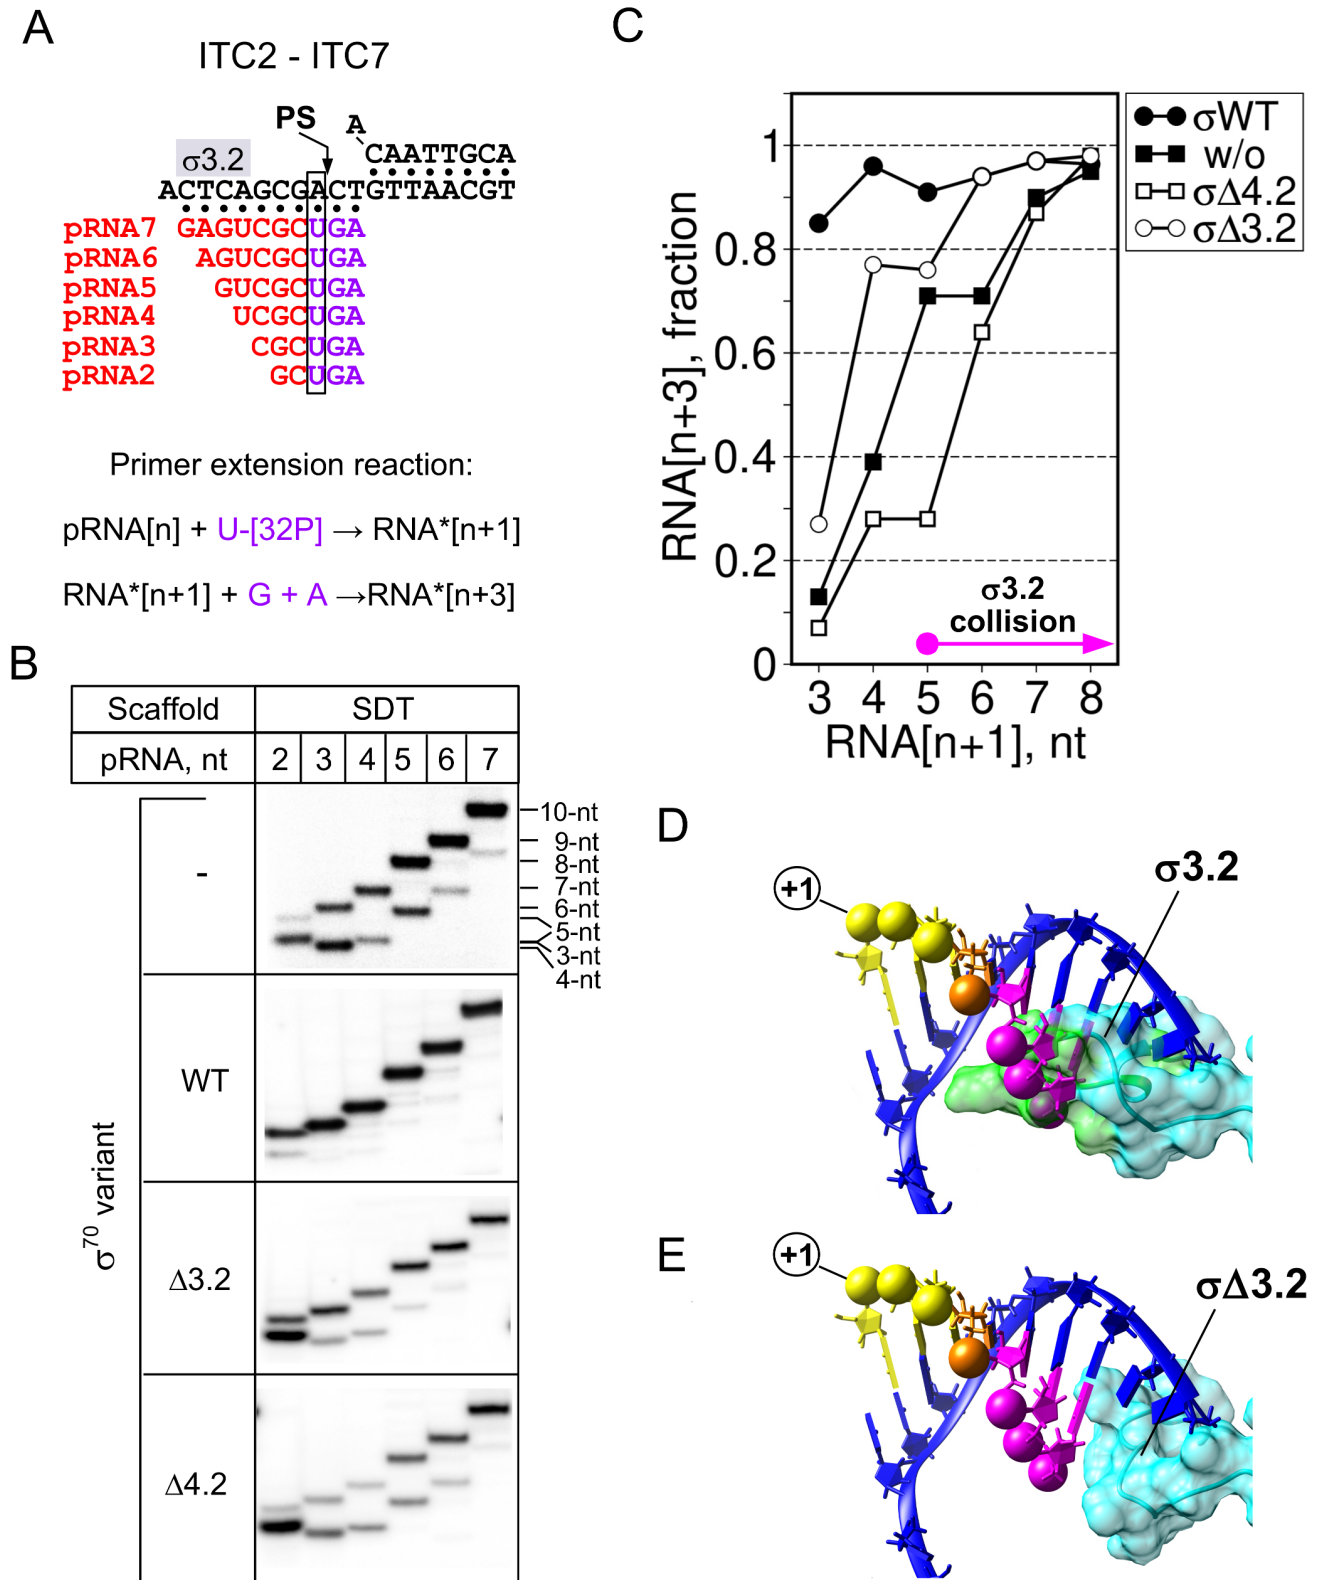 A
ITC2 - ITC7
PS
A
σ3.2
CAATTGCA
ACTCAGCGACTGTTAACGT
pRNA7 GAGUCGCUGA
pRNA6 AGUCGCUGA
pRNA5 GUCGCUGA
pRNA4 UCGCUGA
pRNA3 CGCUGA
pRNA2 GCUGA
Primer extension reaction:
pRNA[n] + U-[32P] → RNA*[n+1]
RNA*[n+1] + G + A →RNA*[n+3]
B
Scaffold SDT
pRNA, nt 2 3 4 5 6 7
-
10-nt
9-nt
8-nt
7-nt
6-nt
5-nt
3-nt
4-nt
σ70 variant
WT
Δ3.2
Δ4.2
C
RNA[n+3], fraction
1
0.8
0.6
0.4
0.2
0
σ3.2
collision
3 4 5 6 7 8
RNA[n+1], nt
σWT
w/o
σΔ4.2
σΔ3.2
D
+1
σ3.2
E
+1
σΔ3.2